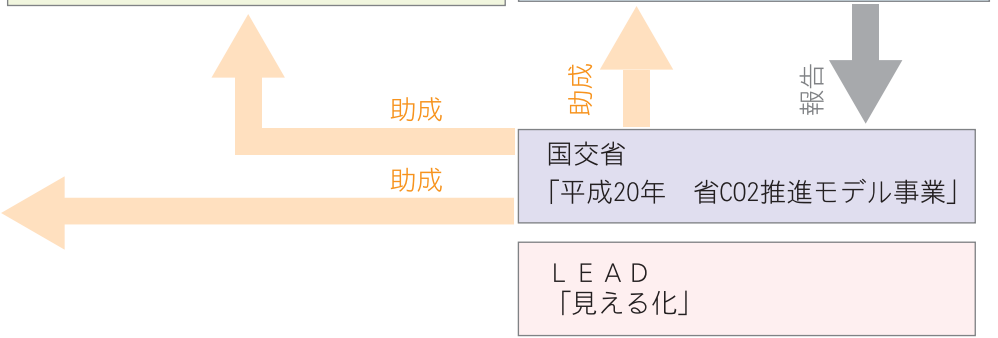 助成
報告
助成
国交省
助成
「平成20年　省CO2推進モデル事業」
ＬＥＡＤ
「見える化」